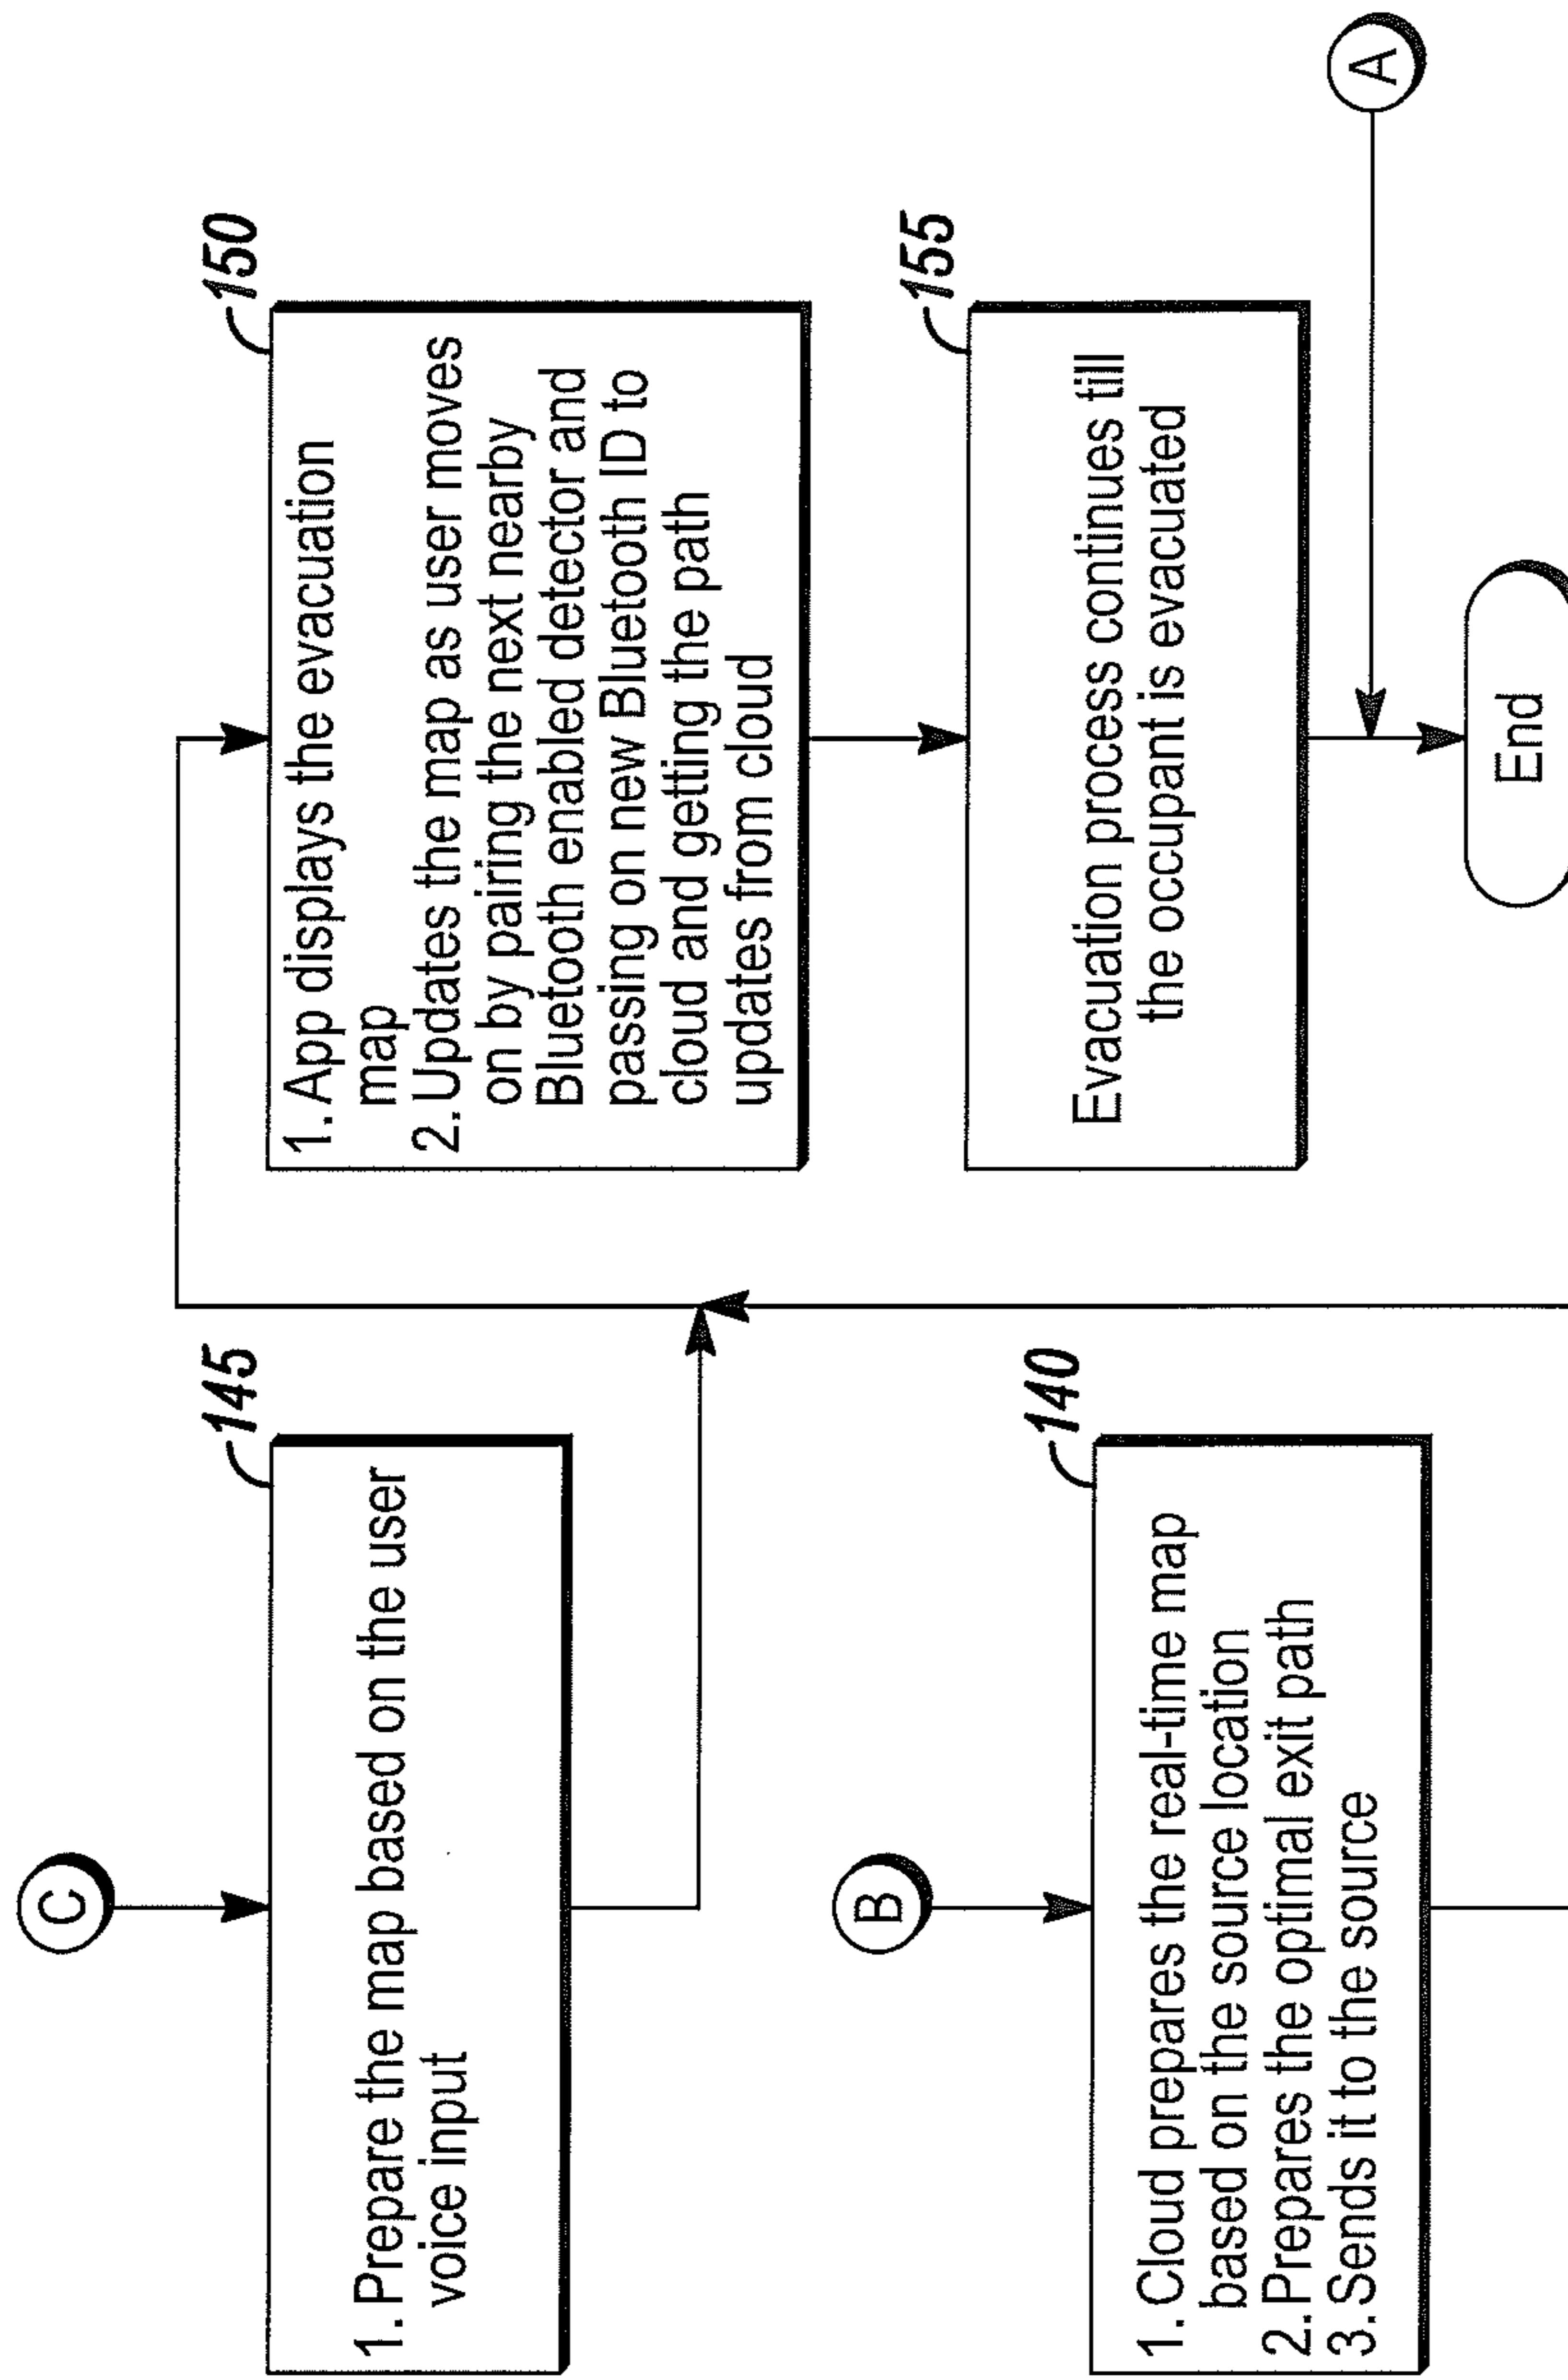 C
145
1. Prepare the map based on the user
voice input
B
140
1. Cloud prepares the real-time map
based on the source location
2. Prepares the optimal exit path
3. Sends it to the source
150
1. App displays the evacuation
map
2. Updates the map as user moves
on by pairing the next nearby
Bluetooth enabled detector and
passing on new Bluetooth ID to
cloud and getting the path
updates from cloud
155
Evacuation process continues till
the occupant is evacuated
A
End